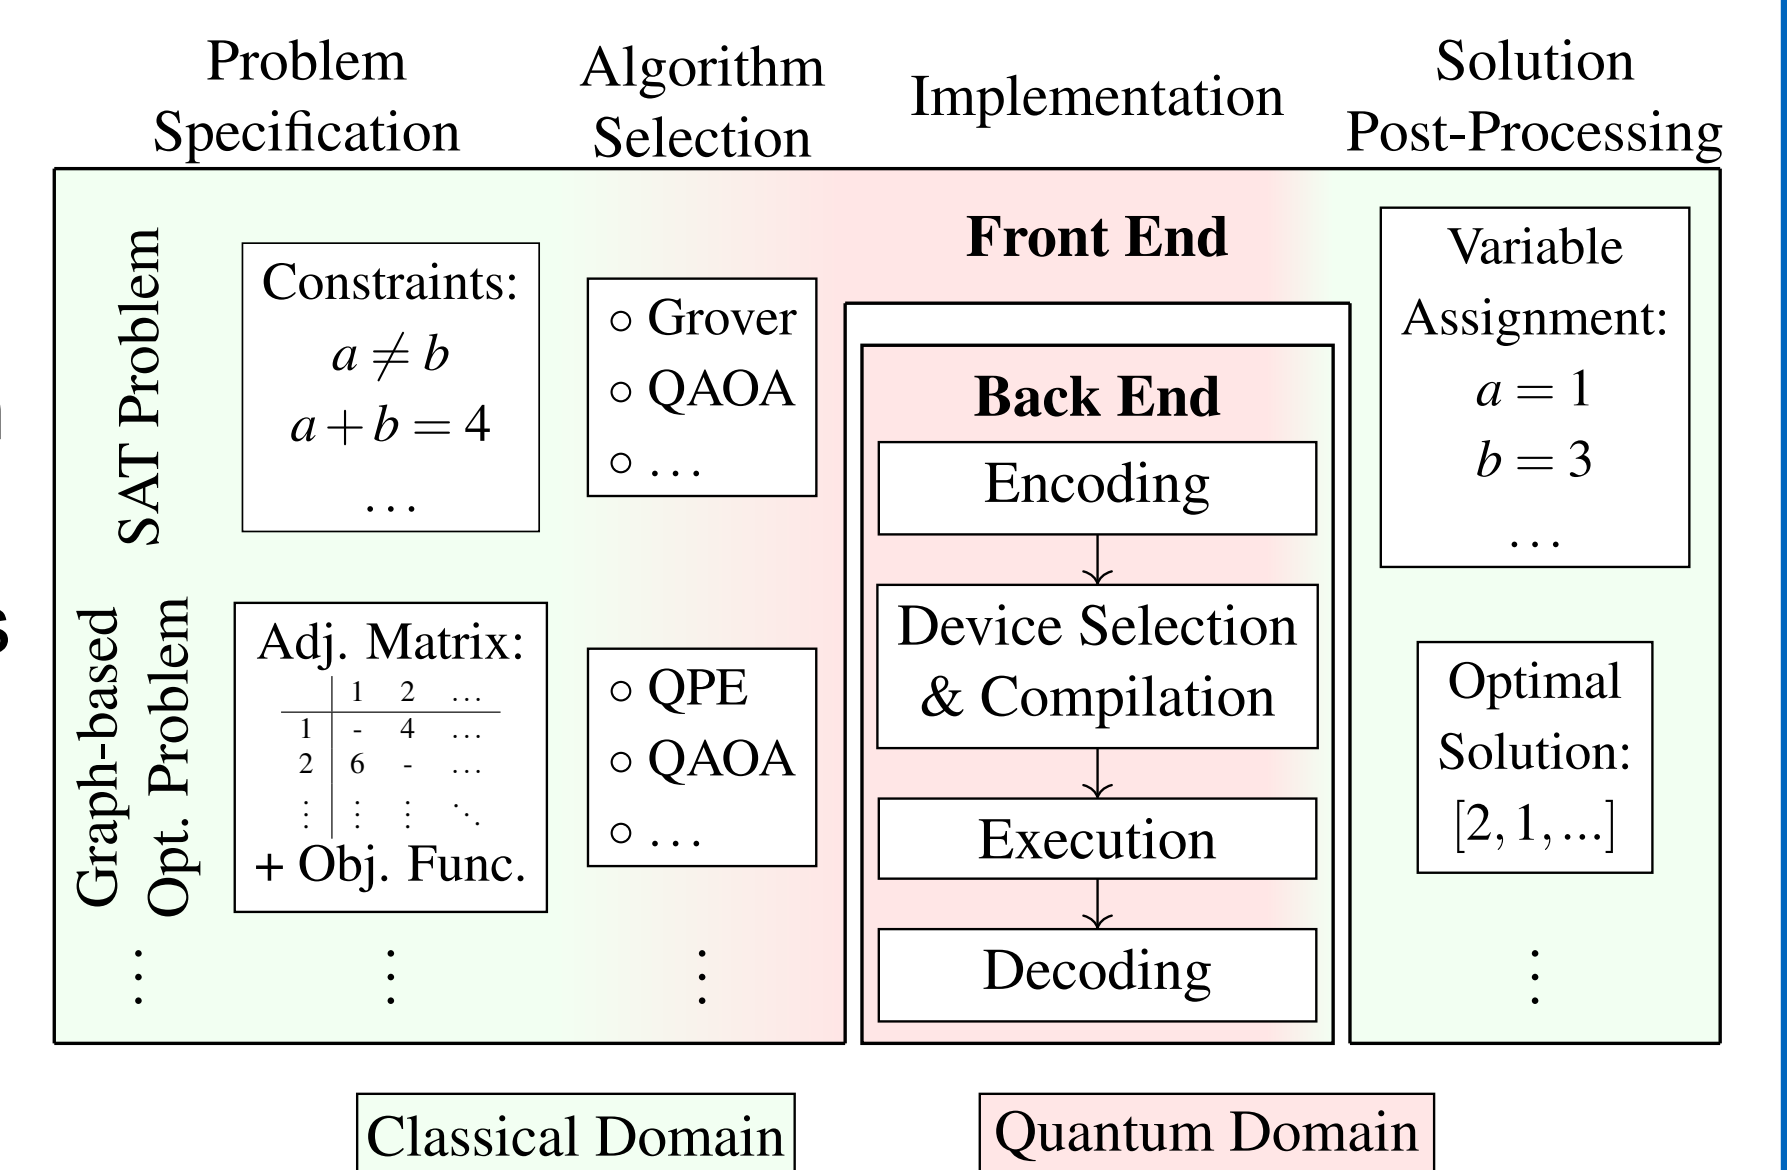 Problem
Specification
Algorithm
Selection
Implementation
Solution
Post-Processing
SAT Problem
Constraints:
a ≠ b
a + b = 4
...
○ Grover
○ QAOA
○ ...
Front End
Back End
Encoding
Device Selection
& Compilation
Execution
Decoding
Variable
Assignment:
a = 1
b = 3
...
Graph-based
Opt. Problem
Adj. Matrix:
1 2 ...
1 - 4 ...
2 6 - ...
⋮ ⋮ ⋮ ⋱
+ Obj. Func.
○ QPE
○ QAOA
○ ...
Optimal
Solution:
[2, 1, ...]
⋮ ⋮ ⋮ ⋮
Classical Domain
Quantum Domain